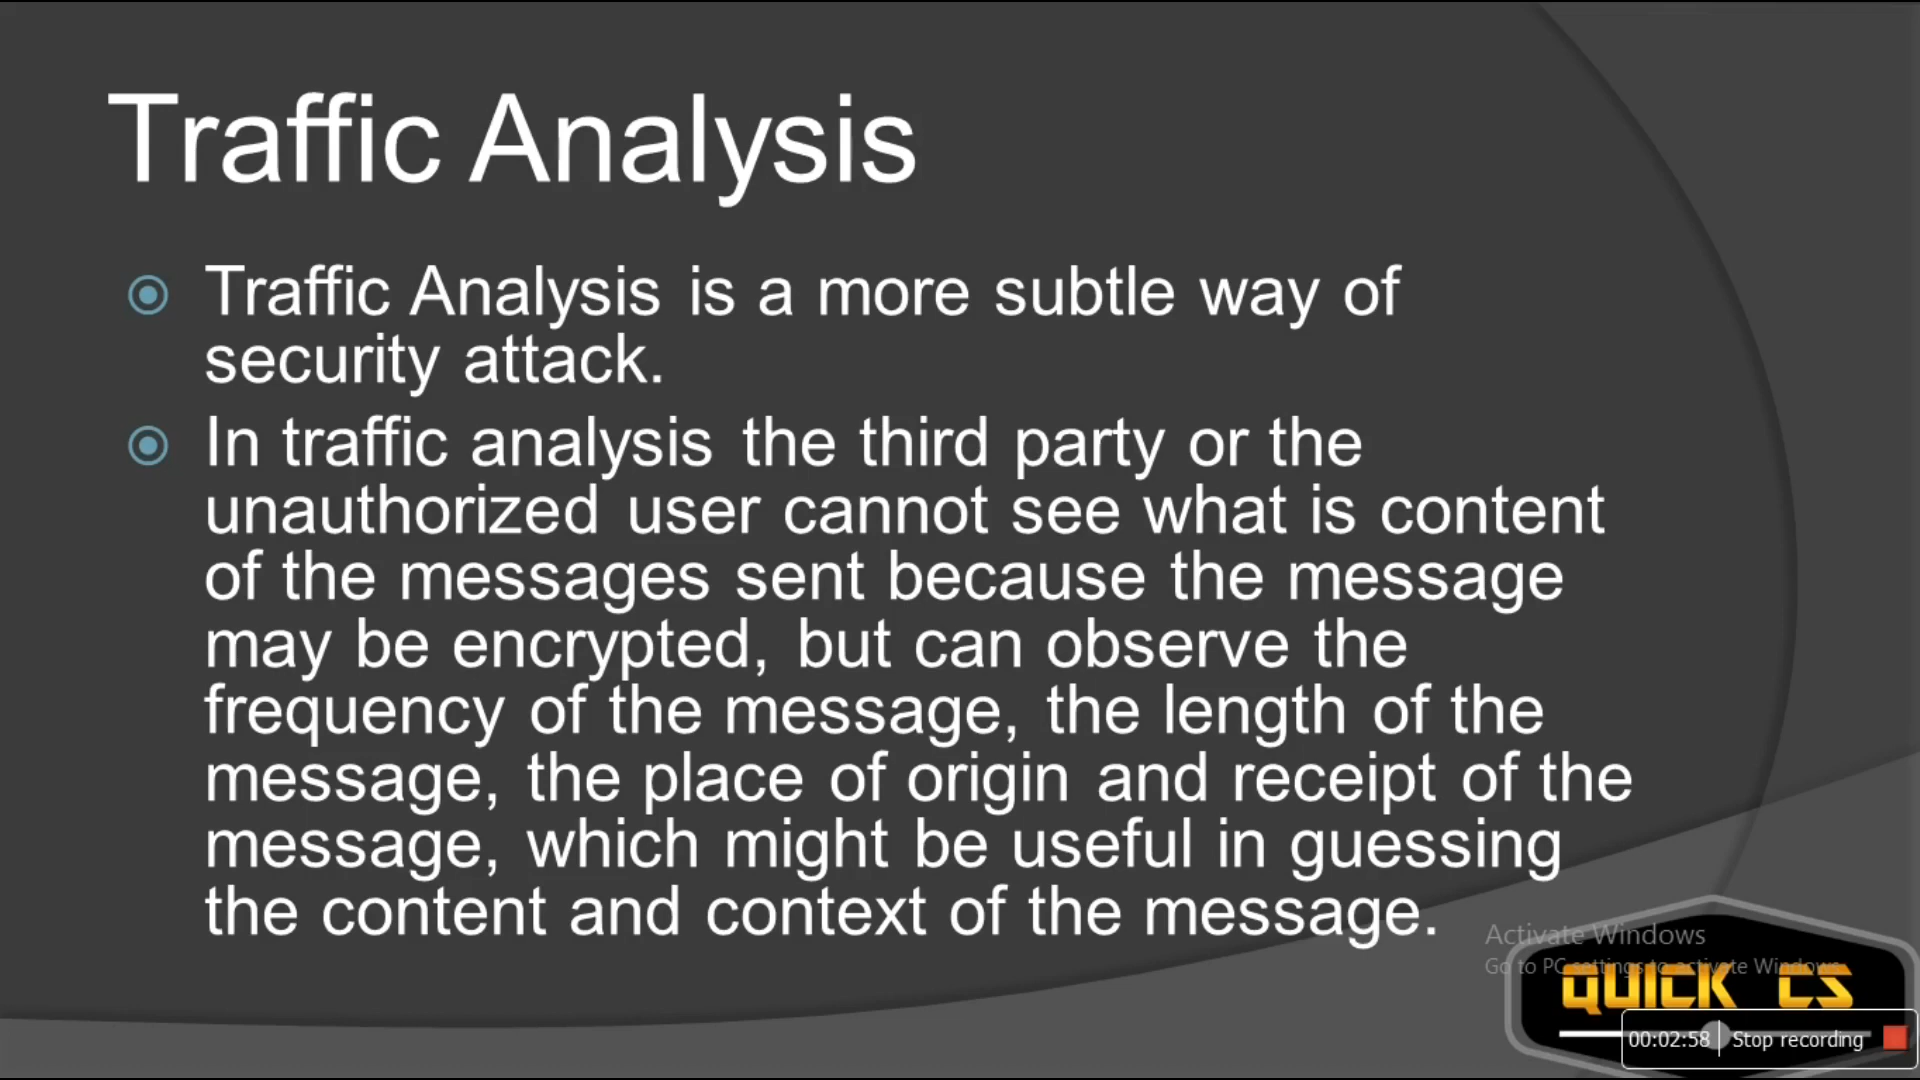 Traffic Analysis
Traffic Analysis is a more subtle way of
security attack.
In traffic analysis the third party or the
unauthorized user cannot see what is content
of the messages sent because the message
may be encrypted, but can observe the
frequency of the message, the length of the
message, the place of origin and receipt of the
message, which might be useful in guessing
the content and context of the message.
Activate Windows
Go to PC settings to activate Windows.
QUICK CS
00:02:58 Stop recording